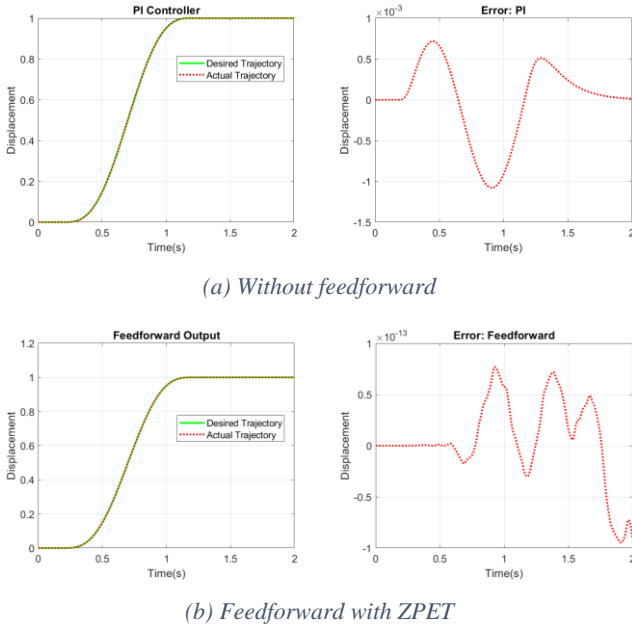 PI Controller
1
0.8
0.6
0.4
0.2
0
Displacement
Desired Trajectory
Actual Trajectory
0 0.5 1 1.5 2
Time(s)
Error: PI
×10^-3
1
0.5
0
-0.5
-1
-1.5
Displacement
0 0.5 1 1.5 2
Time(s)
(a) Without feedforward
Feedforward Output
1.2
1
0.8
0.6
0.4
0.2
0
Displacement
Desired Trajectory
Actual Trajectory
0 0.5 1 1.5 2
Time(s)
Error: Feedforward
×10^-13
1
0.5
0
-0.5
-1
Displacement
0 0.5 1 1.5 2
Time(s)
(b) Feedforward with ZPET